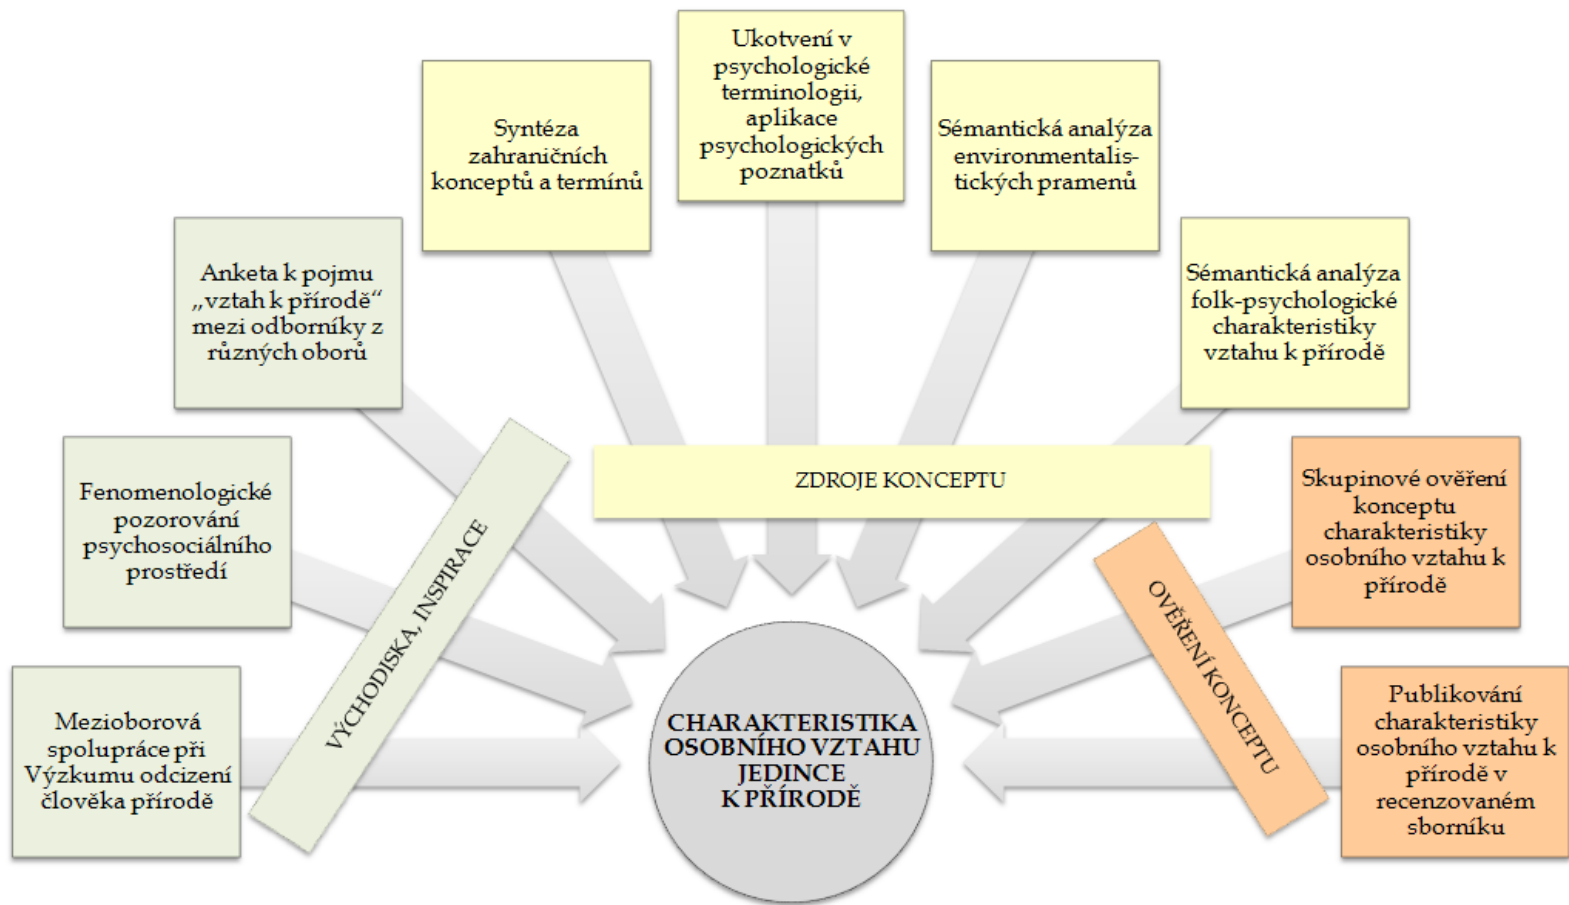 Ukotvení v
psychologické
terminologii,
aplikace
psychologických
poznatků
Syntéza
zahraničních
konceptů a termínů
Sémantická analýza
environmentalis-
tických pramenů
Anketa k pojmu
„vztah k přírodě“
mezi odborníky z
různých oborů
Sémantická analýza
folk-psychologické
charakteristiky
vztahu k přírodě
Fenomenologické
pozorování
psychosociálního
prostředí
VÝCHODISKA, INSPIRACE
ZDROJE KONCEPTU
Skupinové ověření
konceptu
charakteristiky
osobního vztahu k
přírodě
OVĚŘENÍ KONCEPTU
Mezioborová
spolupráce při
Výzkumu odcizení
člověka přírodě
CHARAKTERISTIKA
OSOBNÍHO VZTAHU
JEDINCE
K PŘÍRODĚ
Publikování
charakteristiky
osobního vztahu k
přírodě v
recenzovaném
sborníku